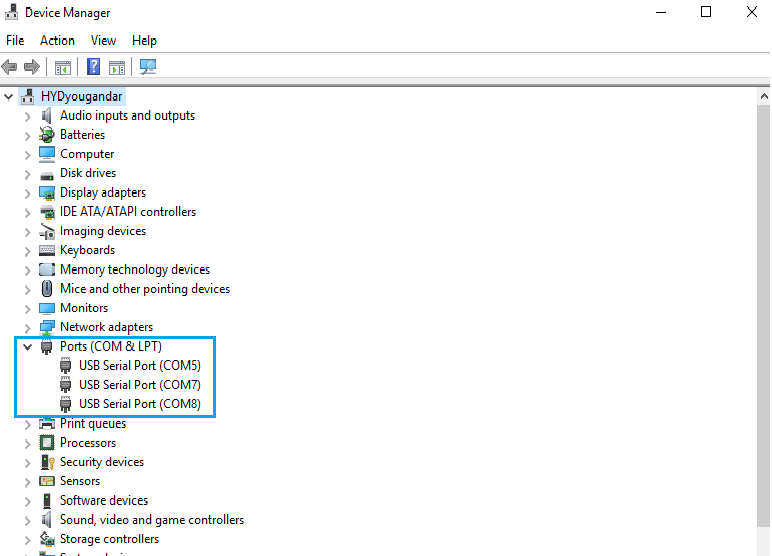 Device Manager
File Action View Help
HYDyougandar
Audio inputs and outputs
Batteries
Computer
Disk drives
Display adapters
IDE ATA/ATAPI controllers
Imaging devices
Keyboards
Memory technology devices
Mice and other pointing devices
Monitors
Network adapters
Ports (COM & LPT)
USB Serial Port (COM5)
USB Serial Port (COM7)
USB Serial Port (COM8)
Print queues
Processors
Security devices
Sensors
Software devices
Sound, video and game controllers
Storage controllers